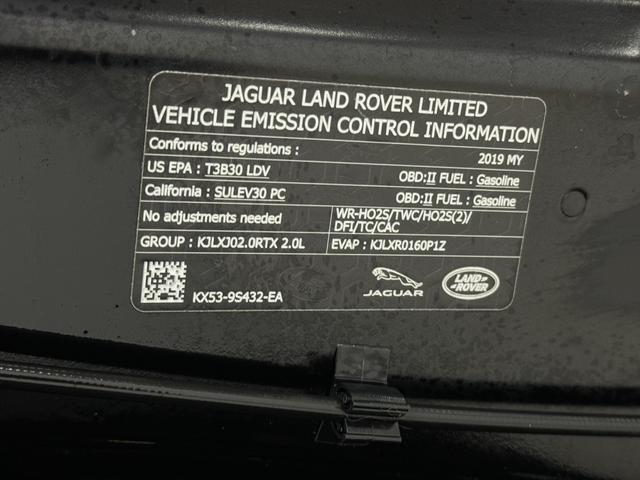 JAGUAR LAND ROVER LIMITED
VEHICLE EMISSION CONTROL INFORMATION
Conforms to regulations : 2019 MY
US EPA : T3B30 LDV OBD:II FUEL : Gasoline
California : SULEV30 PC OBD:II FUEL : Gasoline
No adjustments needed WR-HO2S/TWC/HO2S(2)/
DFI/TC/CAC
GROUP : KJLXJ02.0RTX 2.0L EVAP : KJLXR0160P1Z
KX53-9S432-EA JAGUAR LAND ROVER